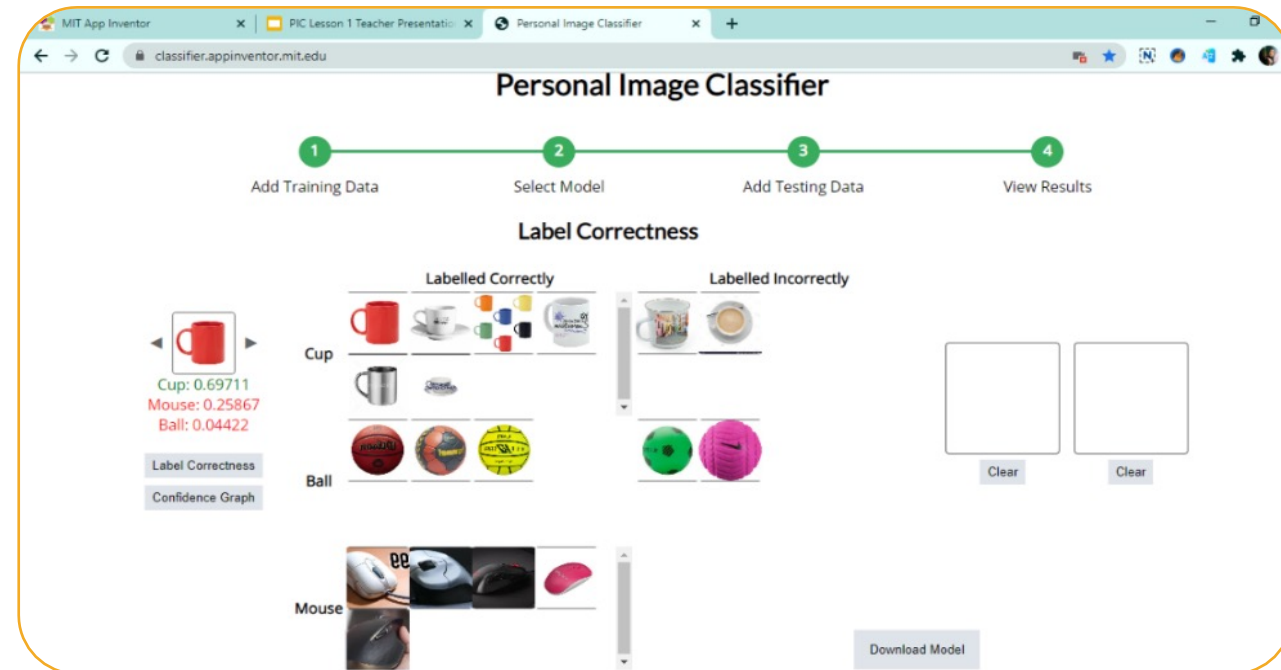 MIT App Inventor
PIC Lesson 1 Teacher Presentatio
Personal Image Classifier
classifier.appinventor.mit.edu
Personal Image Classifier
1 2 3 4
Add Training Data Select Model Add Testing Data View Results
Label Correctness
Labelled Correctly Labelled Incorrectly
Cup
Cup: 0.69711
Mouse: 0.25867
Ball: 0.04422
Label Correctness
Confidence Graph
Ball
Clear Clear
Mouse
Download Model